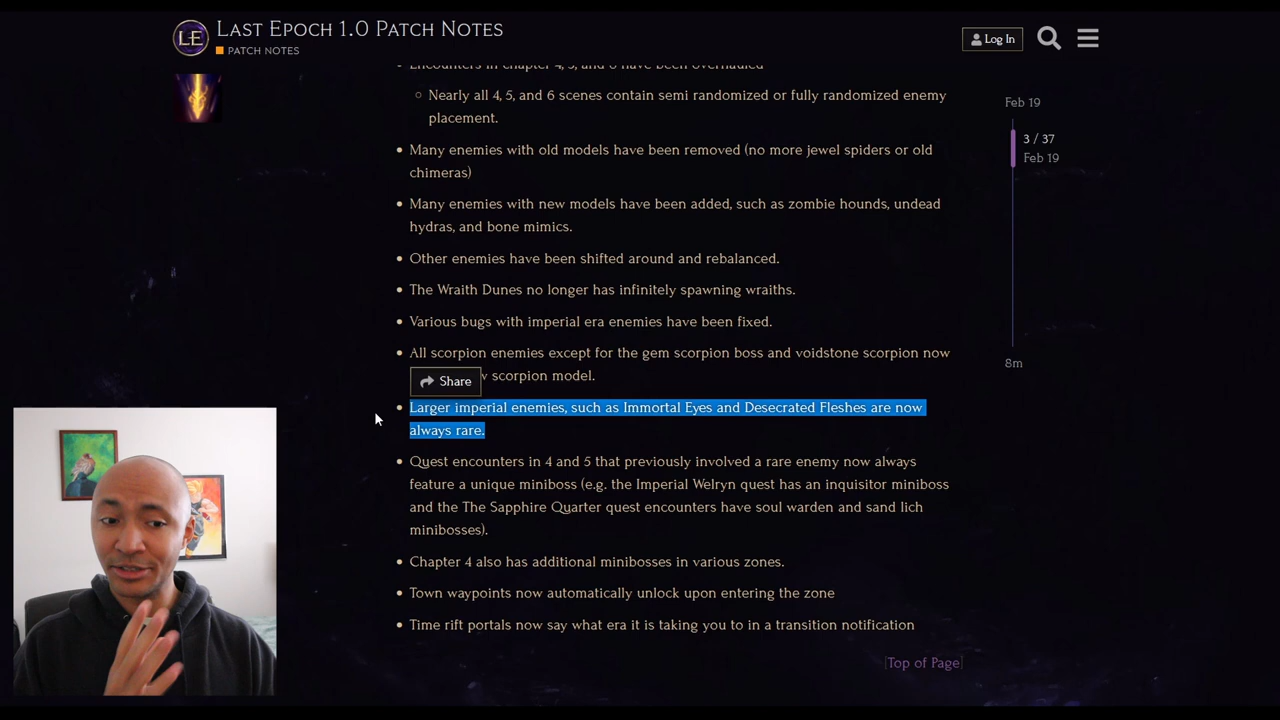 LE
Last Epoch 1.0 Patch Notes
PATCH NOTES
Log In
Encounters in chapter 4, 5, and 6 have been overhauled
Nearly all 4, 5, and 6 scenes contain semi randomized or fully randomized enemy
placement.
Many enemies with old models have been removed (no more jewel spiders or old
chimeras)
Many enemies with new models have been added, such as zombie hounds, undead
hydras, and bone mimics.
Other enemies have been shifted around and rebalanced.
The Wraith Dunes no longer has infinitely spawning wraiths.
Various bugs with imperial era enemies have been fixed.
All scorpion enemies except for the gem scorpion boss and voidstone scorpion now
Share
scorpion model.
Larger imperial enemies, such as Immortal Eyes and Desecrated Fleshes are now
always rare.
Quest encounters in 4 and 5 that previously involved a rare enemy now always
feature a unique miniboss (e.g. the Imperial Welryn quest has an inquisitor miniboss
and the The Sapphire Quarter quest encounters have soul warden and sand lich
minibosses).
Chapter 4 also has additional minibosses in various zones.
Town waypoints now automatically unlock upon entering the zone
Time rift portals now say what era it is taking you to in a transition notification
[Top of Page]
Feb 19
3 / 37
Feb 19
8m